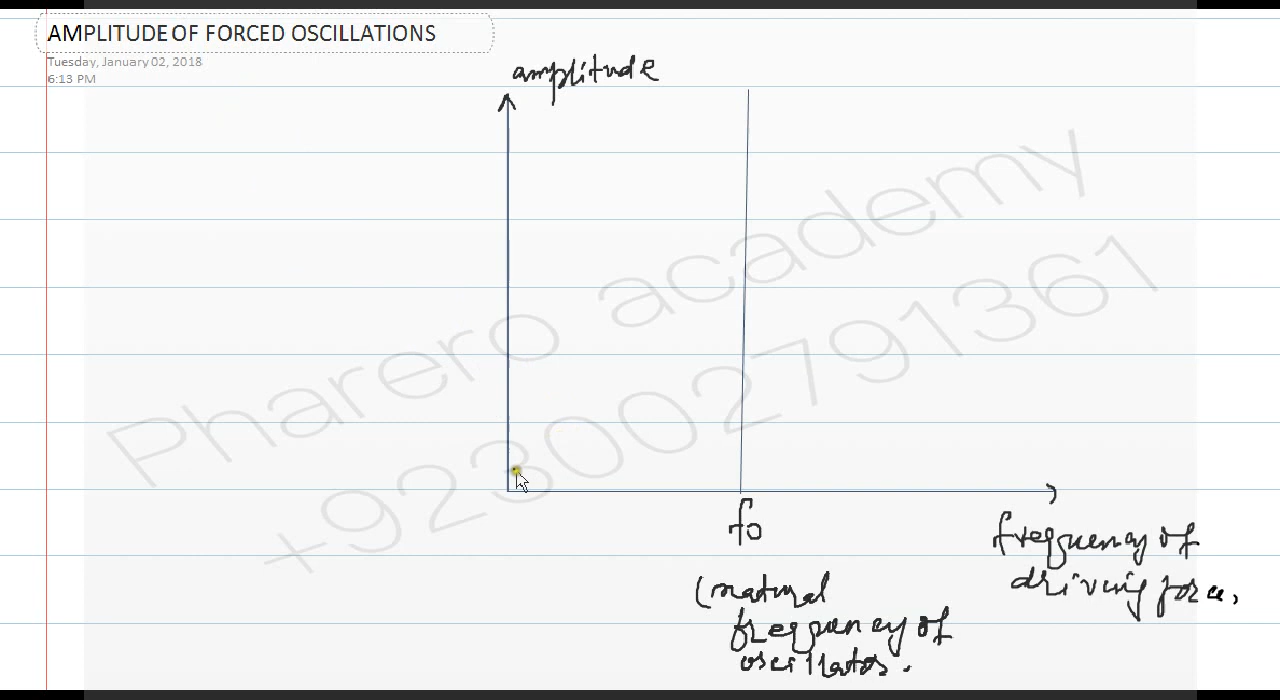 AMPLITUDE OF FORCED OSCILLATIONS
Tuesday, January 02, 2018
6:13 PM
amplitude
Pharero academy
+923002791361
fo
frequency of
driving force,
(natural
frequency of
oscillator.